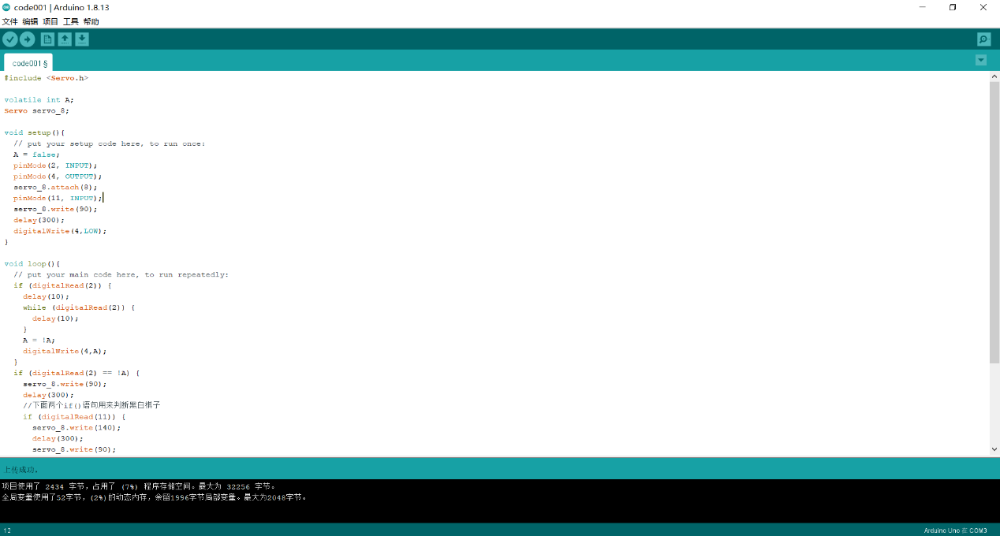 code001 | Arduino 1.8.13
文件 编辑 项目 工具 帮助
code001 §
#include <Servo.h>
volatile int A;
Servo servo_8;
void setup(){
// put your setup code here, to run once:
A = false;
pinMode(2, INPUT);
pinMode(4, OUTPUT);
servo_8.attach(8);
pinMode(11, INPUT);
servo_8.write(90);
delay(300);
digitalWrite(4,LOW);
}
void loop(){
// put your main code here, to run repeatedly:
if (digitalRead(2)) {
delay(10);
while (digitalRead(2)) {
delay(10);
}
A = !A;
digitalWrite(4,A);
}
if (digitalRead(2) == !A) {
servo_8.write(90);
delay(300);
//下面两个if()语句用来判断黑白棋子
if (digitalRead(11)) {
servo_8.write(140);
delay(300);
servo_8.write(90);
上传成功。
项目使用了 2434 字节，占用了 (7%) 程序存储空间。最大为 32256 字节。
全局变量使用了52字节，(2%)的动态内存，余留1996字节局部变量。最大为2048字节。
12
Arduino Uno 在 COM3